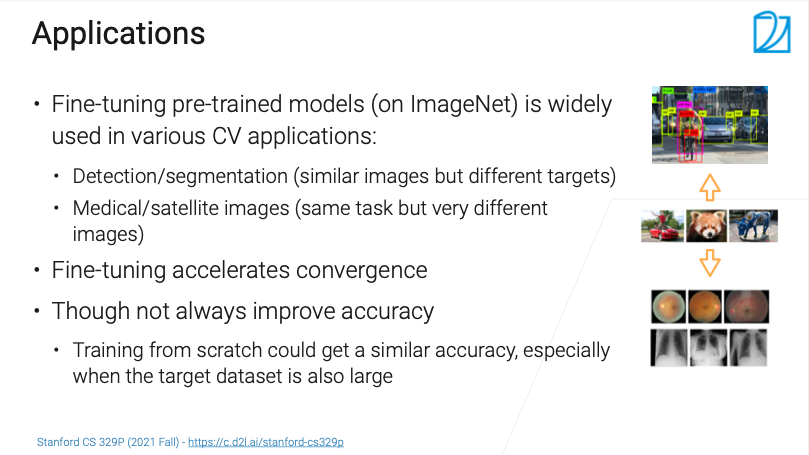 Applications
• Fine-tuning pre-trained models (on ImageNet) is widely
used in various CV applications:
• Detection/segmentation (similar images but different targets)
• Medical/satellite images (same task but very different
images)
• Fine-tuning accelerates convergence
• Though not always improve accuracy
• Training from scratch could get a similar accuracy, especially
when the target dataset is also large
Stanford CS 329P (2021 Fall) - https://c.d2l.ai/stanford-cs329p